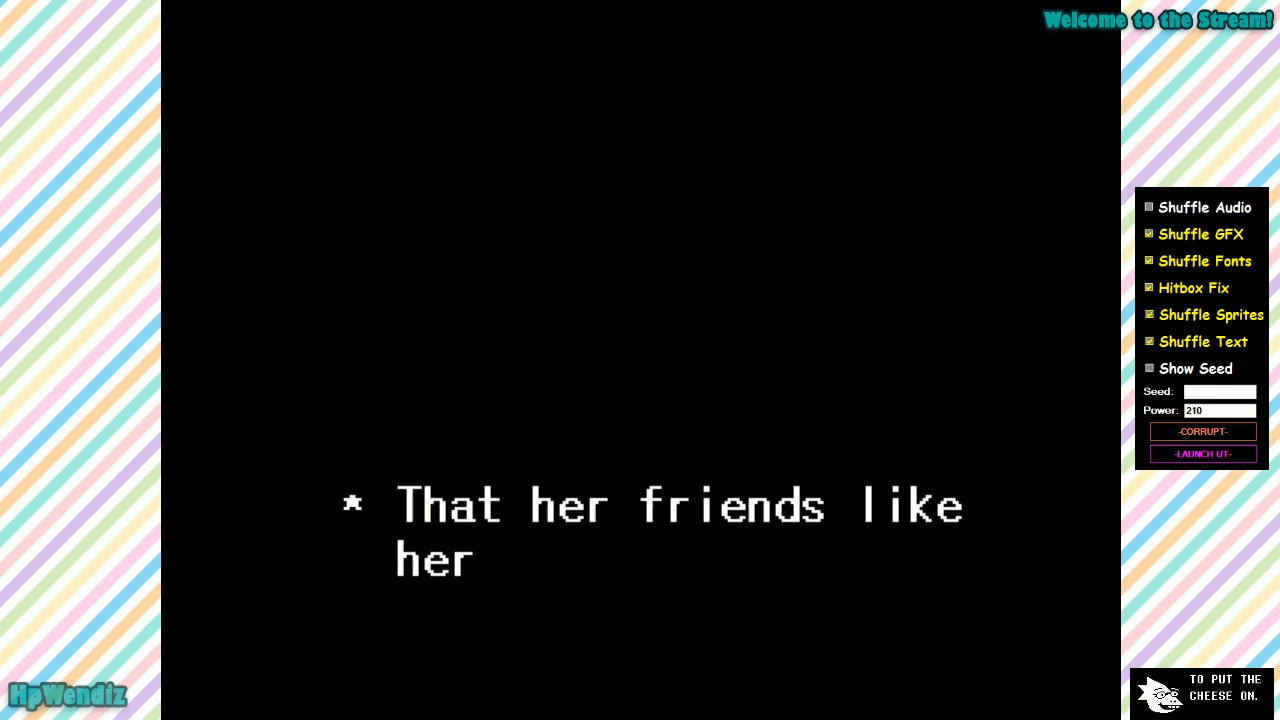 Welcome to the Stream!
Shuffle Audio
Shuffle GFX
Shuffle Fonts
Hitbox Fix
Shuffle Sprites
Shuffle Text
Show Seed
Seed:
Power: 210
-CORRUPT-
-LAUNCH UT-
* That her friends like
her
HpWendiz
TO PUT THE
CHEESE ON.